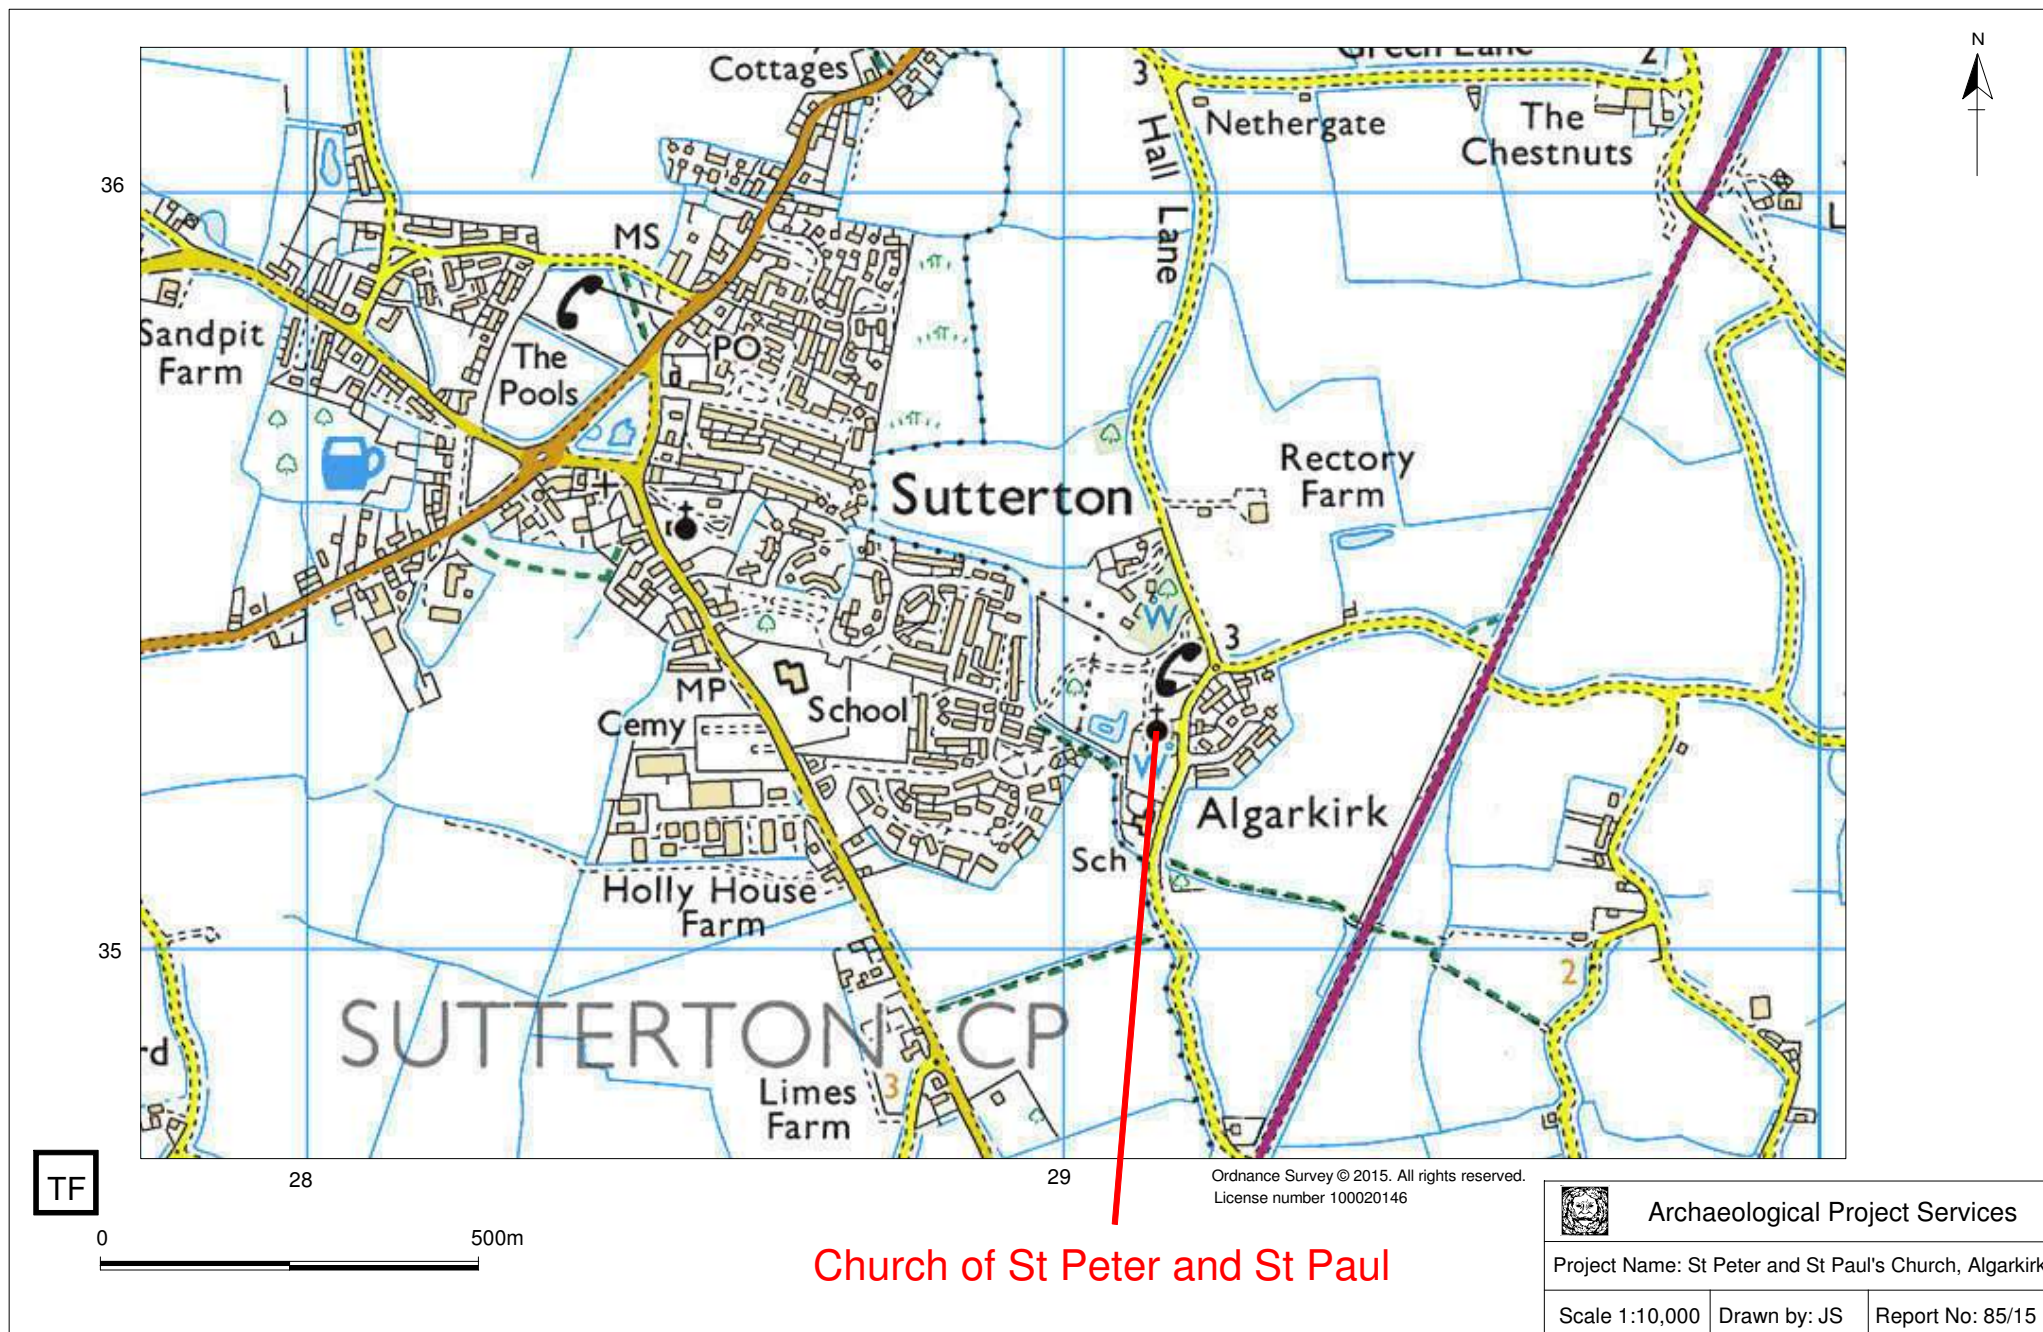 N
Cottages
3
Green Lane
2
Nethergate
The
Chestnuts
Hall
Lane
36
MS
Sandpit
Farm
The
Pools
PO
Sutterton
Rectory
Farm
W
3
MP
School
Cemy
W
Algarkirk
Sch
Holly House
Farm
35
2
SUTTERTON CP
rd
Limes
Farm
3
TF
28
29
Ordnance Survey © 2015. All rights reserved.
License number 100020146
0
500m
Church of St Peter and St Paul
Archaeological Project Services
Project Name: St Peter and St Paul's Church, Algarkirk
Scale 1:10,000
Drawn by: JS
Report No: 85/15